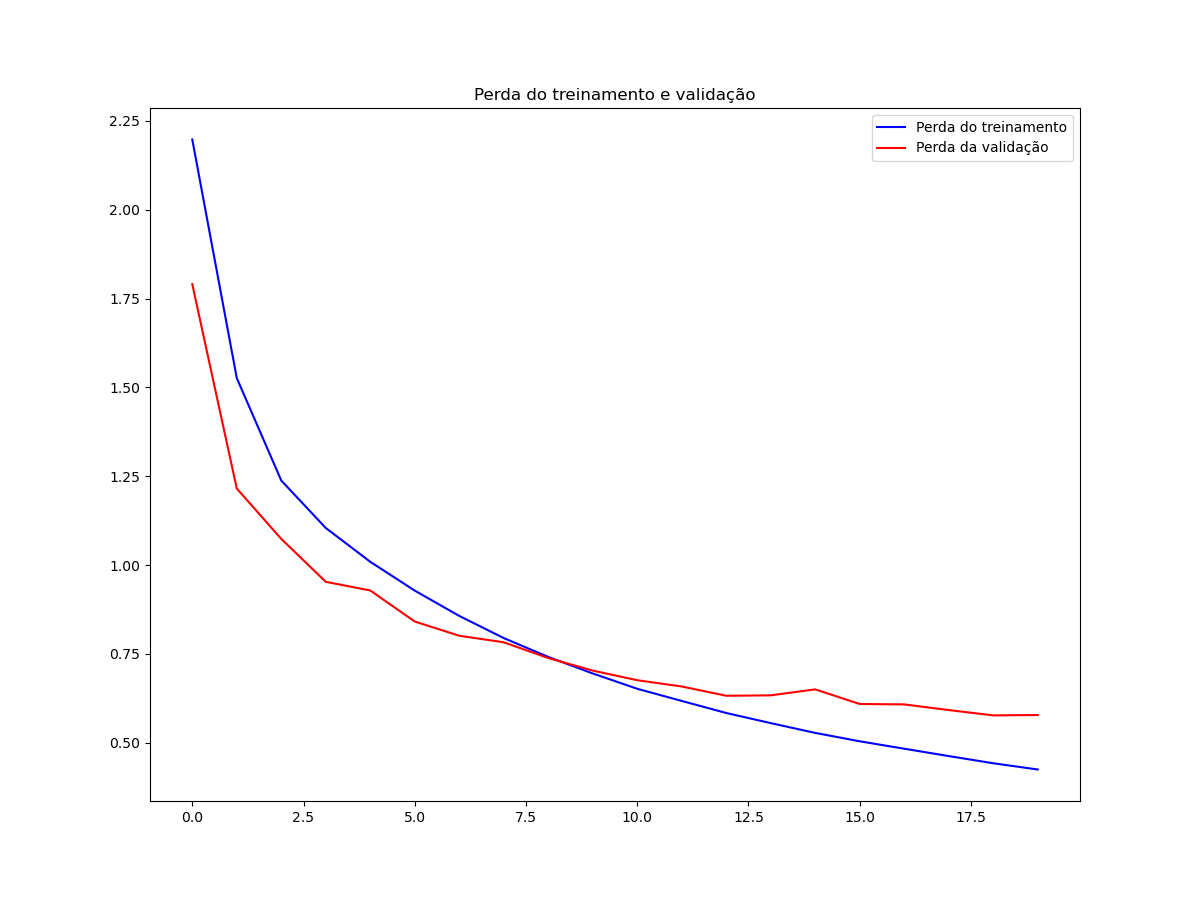 Perda do treinamento e validação
2.25
2.00
1.75
1.50
1.25
1.00
0.75
0.50
Perda do treinamento
Perda da validação
0.0 2.5 5.0 7.5 10.0 12.5 15.0 17.5